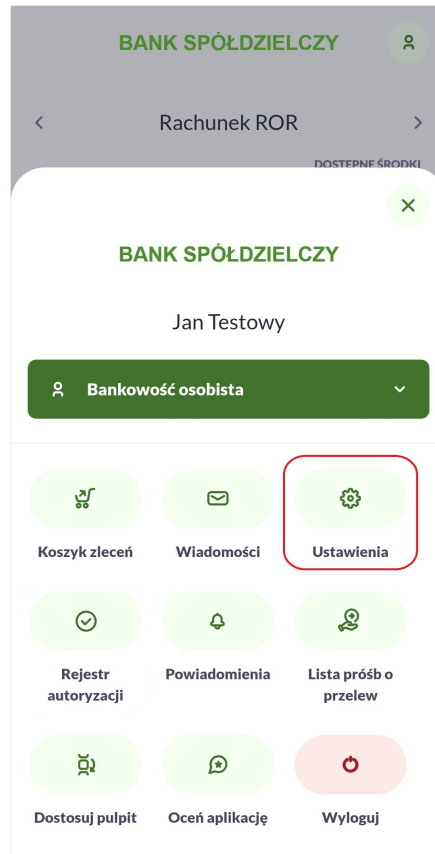 BANK SPÓŁDZIELCZY
Rachunek ROR
DOSTĘPNE ŚRODKI
BANK SPÓŁDZIELCZY
Jan Testowy
Bankowość osobista
Koszyk zleceń
Wiadomości
Ustawienia
Rejestr
autoryzacji
Powiadomienia
Lista próśb o
przelew
Dostosuj pulpit
Oceń aplikację
Wyloguj